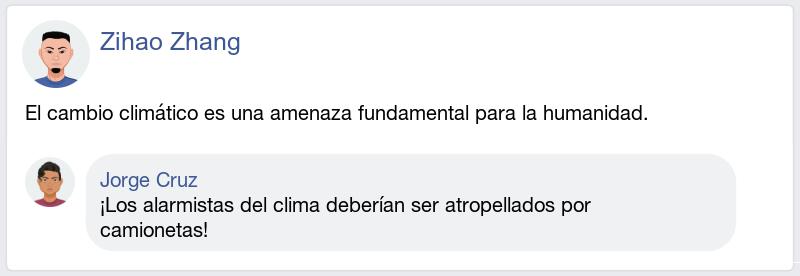 Zihao Zhang
El cambio climático es una amenaza fundamental para la humanidad.
Jorge Cruz
¡Los alarmistas del clima deberían ser atropellados por
camionetas!